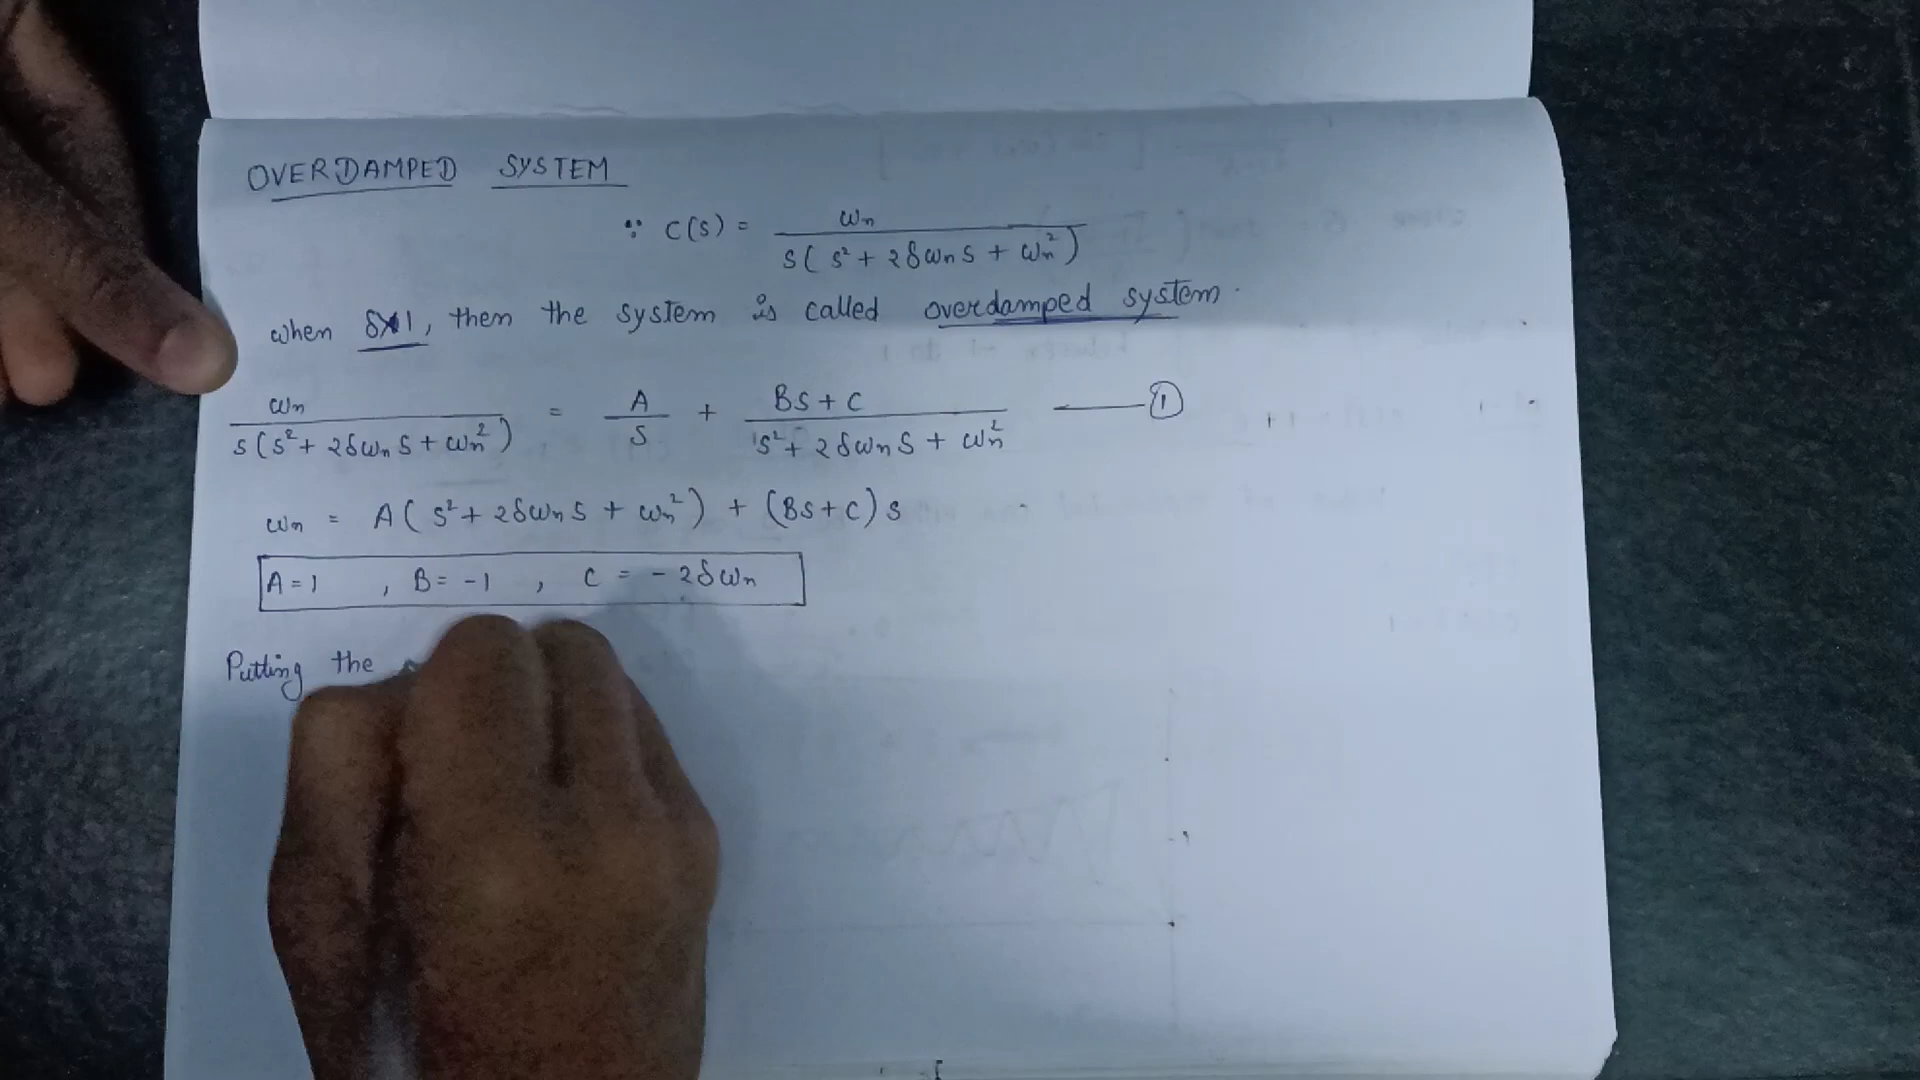 OVERDAMPED SYSTEM
∵ C(s) = ωn / s(s² + 2δωns + ωn²)
when δ>1, then the system is called overdamped system.
ωn / s(s² + 2δωns + ωn²) = A / s + Bs + C / s² + 2δωns + ωn² —— ①
ωn = A(s² + 2δωns + ωn²) + (Bs + C)s
A = 1 , B = -1 , C = - 2δωn
Putting the